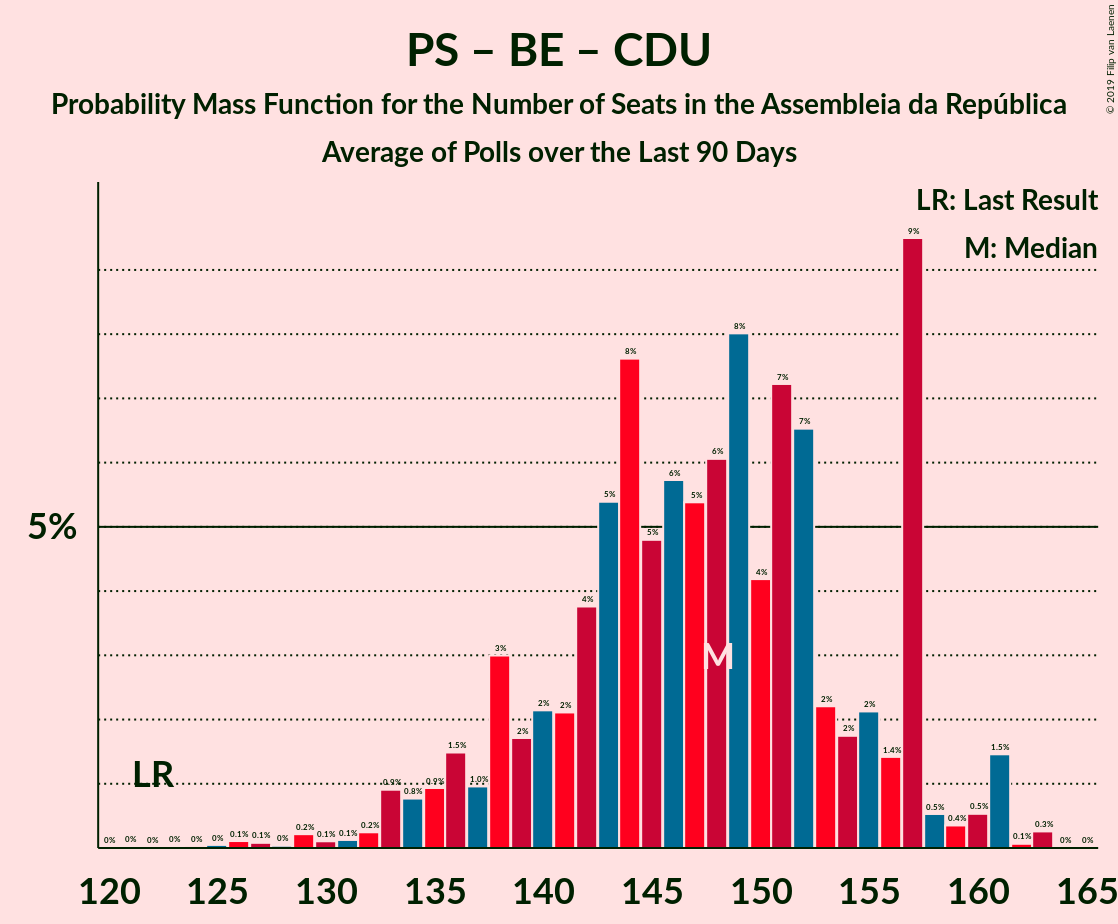 PS – BE – CDU
Probability Mass Function for the Number of Seats in the Assembleia da República
Average of Polls over the Last 90 Days
© 2019 Filip van Laenen
LR: Last Result
M: Median
5%
LR
M
0% 0% 0% 0% 0% 0% 0.1% 0.1% 0% 0.2% 0.1% 0.1% 0.2% 0.9% 0.8% 0.9% 1.5% 1.0% 3% 2% 2% 2% 4% 5% 8% 5% 6% 5% 6% 8% 4% 7% 7% 2% 2% 2% 1.4% 9% 0.5% 0.4% 0.5% 1.5% 0.1% 0.3% 0% 0%
120 125 130 135 140 145 150 155 160 165